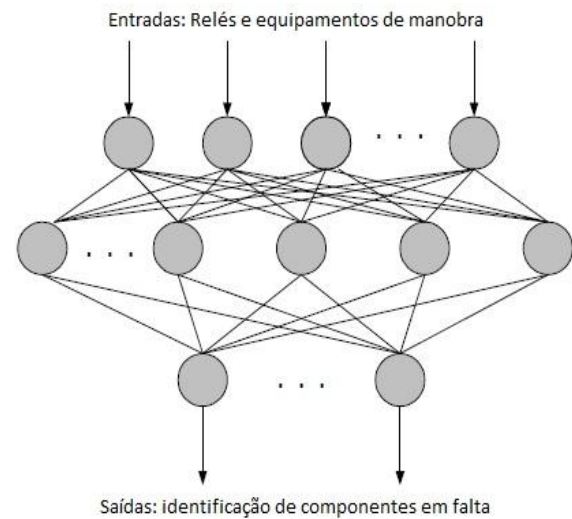 Entradas: Relés e equipamentos de manobra
. . .
. . .
. . .
Saídas: identificação de componentes em falta